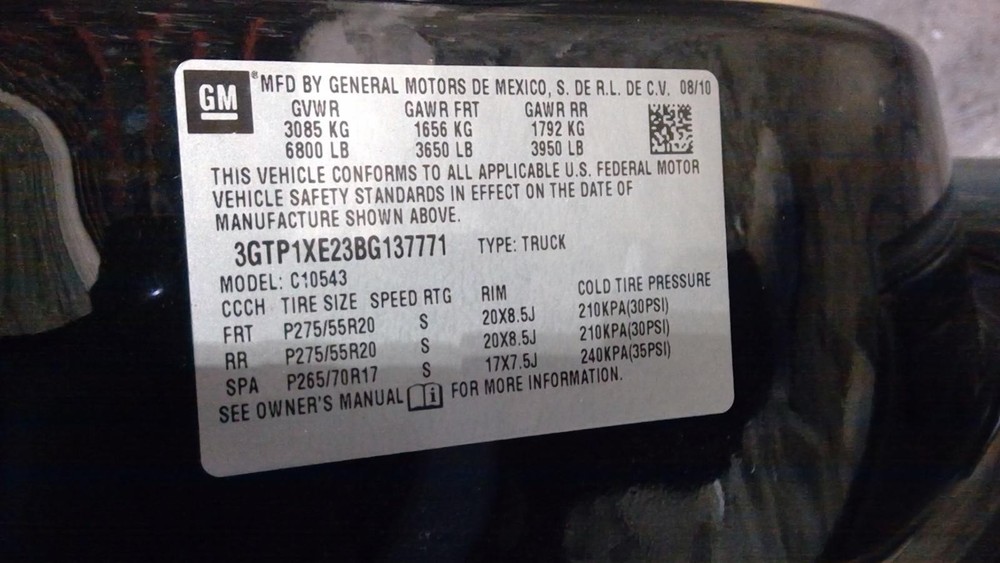 GM ® MFD BY GENERAL MOTORS DE MEXICO, S. DE R.L. DE C.V. 08/10
GVWR GAWR FRT GAWR RR
3085 KG 1656 KG 1792 KG
6800 LB 3650 LB 3950 LB
THIS VEHICLE CONFORMS TO ALL APPLICABLE U.S. FEDERAL MOTOR
VEHICLE SAFETY STANDARDS IN EFFECT ON THE DATE OF
MANUFACTURE SHOWN ABOVE.
3GTP1XE23BG137771 TYPE: TRUCK
MODEL: C10543
CCCH TIRE SIZE SPEED RTG RIM COLD TIRE PRESSURE
FRT P275/55R20 S 20X8.5J 210KPA(30PSI)
RR P275/55R20 S 20X8.5J 210KPA(30PSI)
SPA P265/70R17 S 17X7.5J 240KPA(35PSI)
SEE OWNER'S MANUAL i FOR MORE INFORMATION.